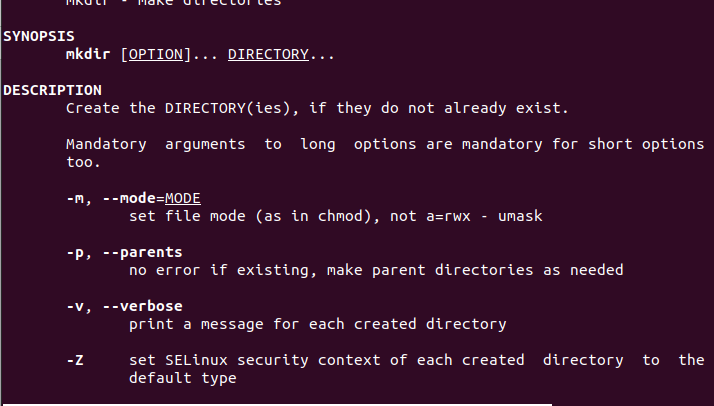 mkdir - make directories
SYNOPSIS
mkdir [OPTION]... DIRECTORY...
DESCRIPTION
Create the DIRECTORY(ies), if they do not already exist.
Mandatory arguments to long options are mandatory for short options
too.
-m, --mode=MODE
set file mode (as in chmod), not a=rwx - umask
-p, --parents
no error if existing, make parent directories as needed
-v, --verbose
print a message for each created directory
-Z set SELinux security context of each created directory to the
default type